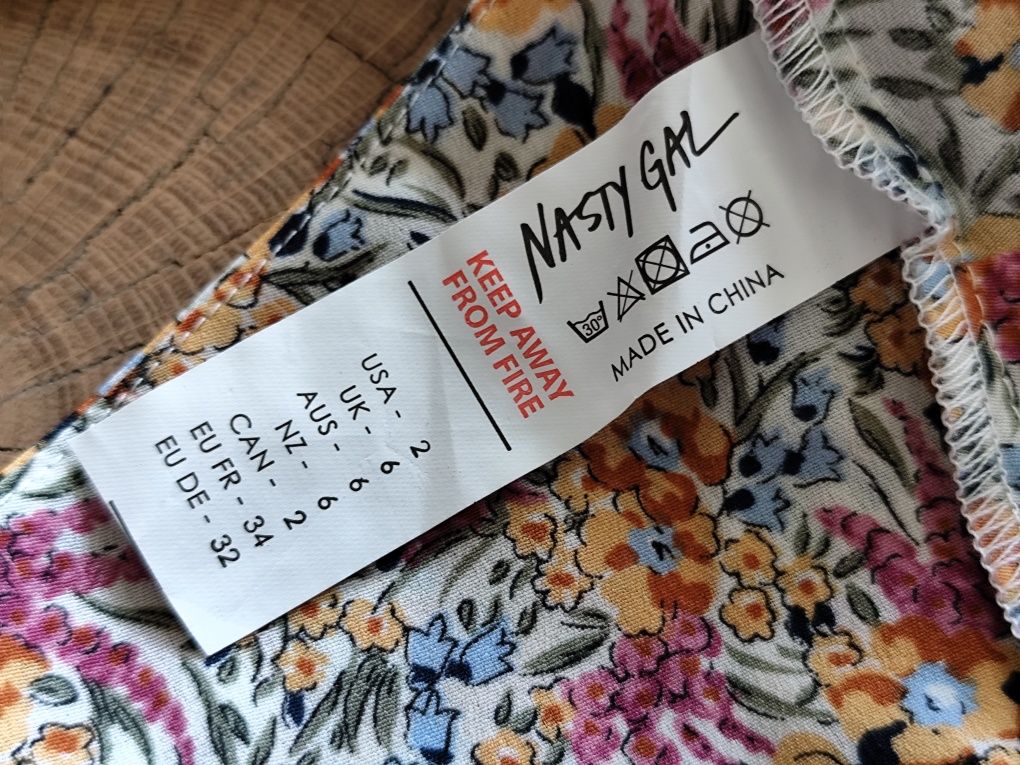 NASTY GAL
30°
MADE IN CHINA
KEEP AWAY
FROM FIRE
USA - 2
UK - 6
AUS - 6
NZ - 6
CAN - 2
EU FR - 34
EU DE - 32